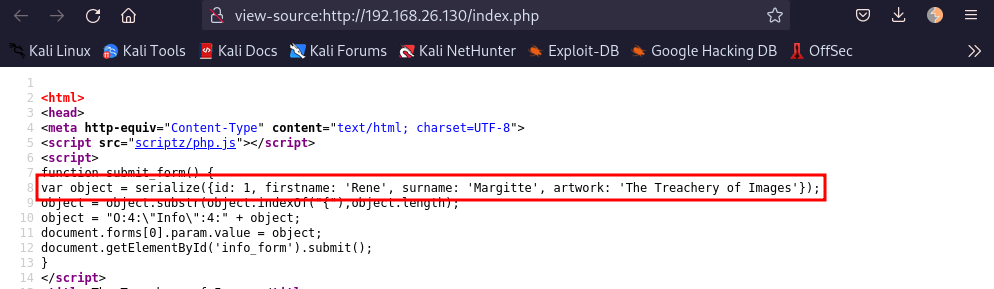 view-source:http://192.168.26.130/index.php
Kali Linux Kali Tools Kali Docs Kali Forums Kali NetHunter Exploit-DB Google Hacking DB OffSec
1
2 <html>
3 <head>
4 <meta http-equiv="Content-Type" content="text/html; charset=UTF-8">
5 <script src="scriptz/php.js"></script>
6 <script>
7 function submit_form() {
8 var object = serialize({id: 1, firstname: 'Rene', surname: 'Margitte', artwork: 'The Treachery of Images'});
9 object = object.substr(object.indexOf("{"),object.length);
10 object = "O:4:\"Info\":4:" + object;
11 document.forms[0].param.value = object;
12 document.getElementById('info_form').submit();
13 }
14 </script>